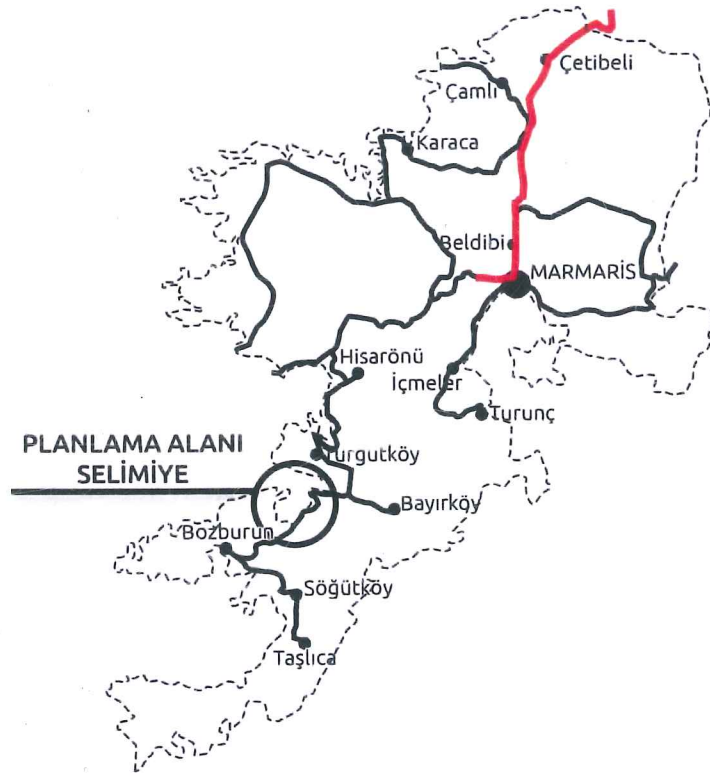 Çetibeli
Çamlı
Karaca
Beldibi
MARMARİS
Hisarönü
İçmeler
Turunç
PLANLAMA ALANI
SELİMİYE
Turgutköy
Bayırköy
Bozburun
Söğütköy
Taşlıca